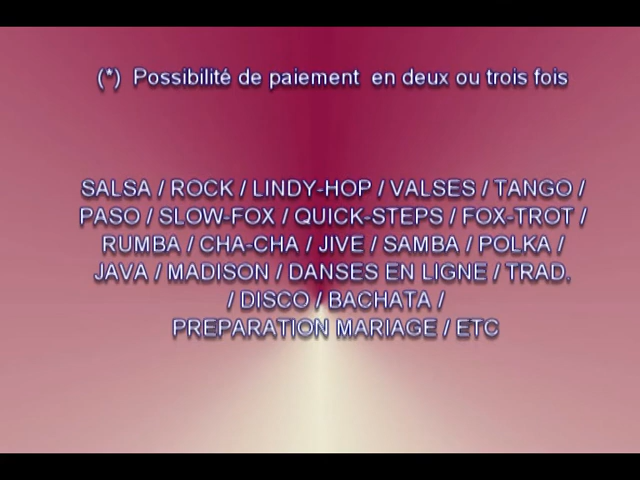 (*) Possibilité de paiement en deux ou trois fois
SALSA / ROCK / LINDY-HOP / VALSES / TANGO /
PASO / SLOW-FOX / QUICK-STEPS / FOX-TROT /
RUMBA / CHA-CHA / JIVE / SAMBA / POLKA /
JAVA / MADISON / DANSES EN LIGNE / TRAD.
/ DISCO / BACHATA /
PREPARATION MARIAGE / ETC